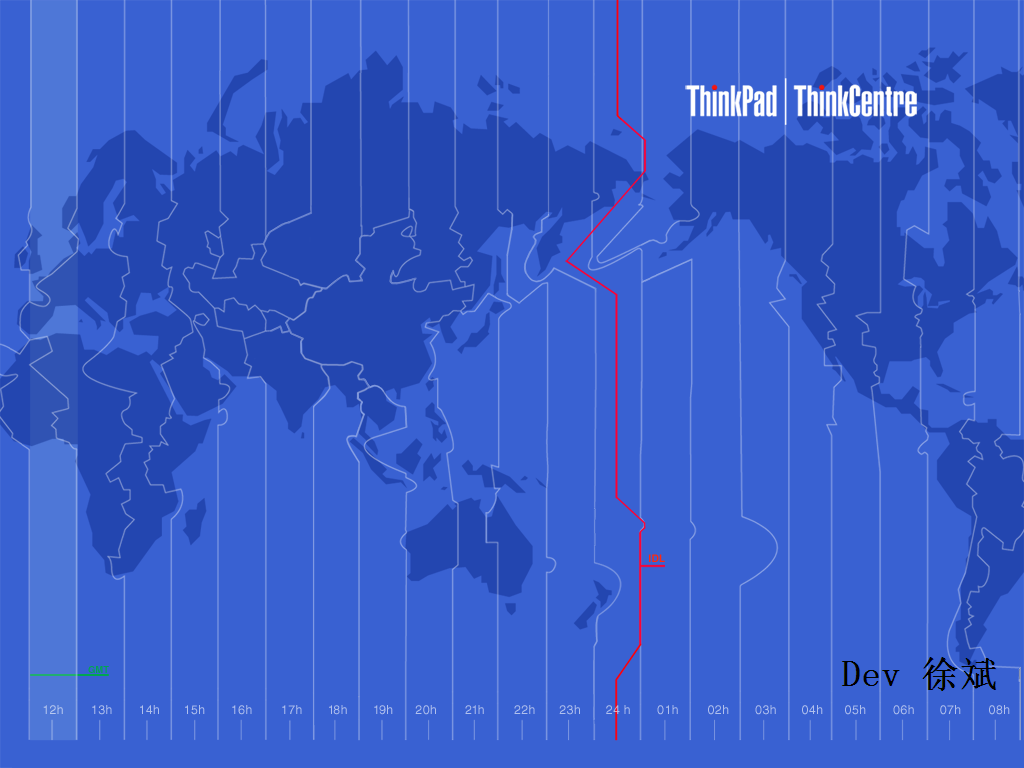 ThinkPad | ThinkCentre
GMT
Dev 徐斌
12h 13h 14h 15h 16h 17h 18h 19h 20h 21h 22h 23h 24 h 01h 02h 03h 04h 05h 06h 07h 08h